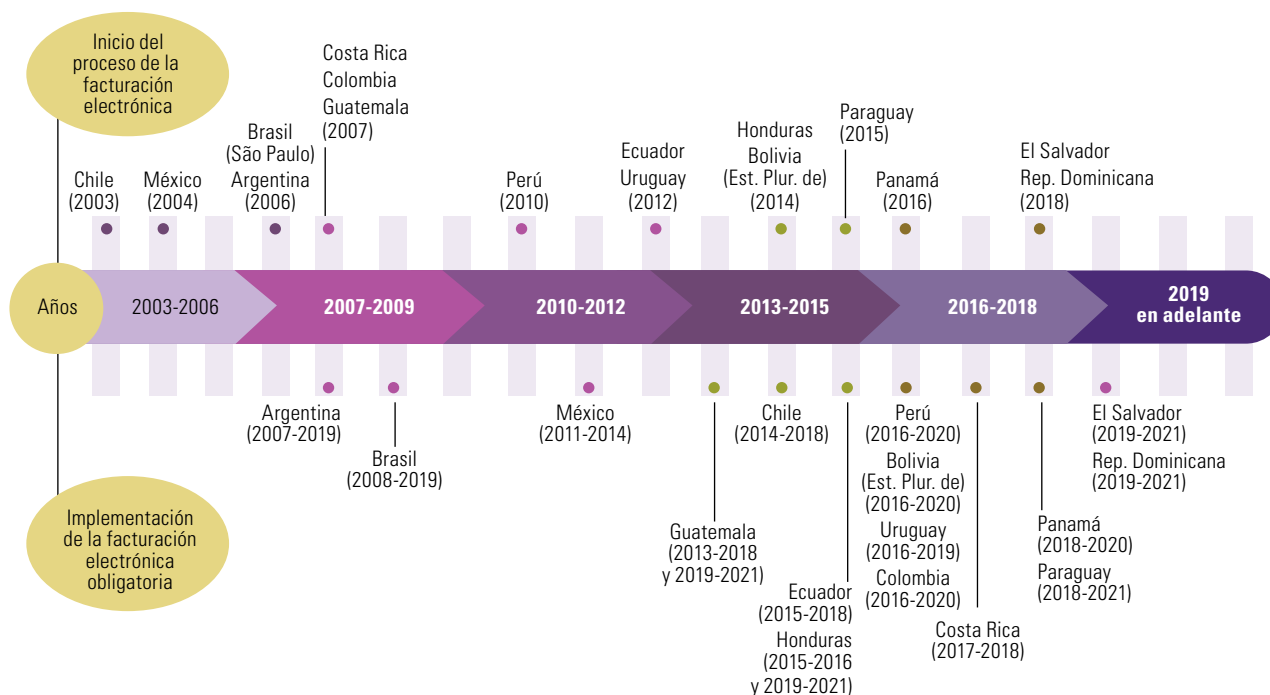 Inicio del
proceso de la
facturación
electrónica
Chile
(2003)
México
(2004)
Brasil
(São Paulo)
Argentina
(2006)
Costa Rica
Colombia
Guatemala
(2007)
Perú
(2010)
Ecuador
Uruguay
(2012)
Honduras
Bolivia
(Est. Plur. de)
(2014)
Paraguay
(2015)
Panamá
(2016)
El Salvador
Rep. Dominicana
(2018)
Años
2003-2006
2007-2009
2010-2012
2013-2015
2016-2018
2019
en adelante
Implementación
de la facturación
electrónica
obligatoria
Argentina
(2007-2019)
Brasil
(2008-2019)
México
(2011-2014)
Guatemala
(2013-2018
y 2019-2021)
Chile
(2014-2018)
Ecuador
(2015-2018)
Honduras
(2015-2016
y 2019-2021)
Perú
(2016-2020)
Bolivia
(Est. Plur. de)
(2016-2020)
Uruguay
(2016-2019)
Colombia
(2016-2020)
Costa Rica
(2017-2018)
Panamá
(2018-2020)
Paraguay
(2018-2021)
El Salvador
(2019-2021)
Rep. Dominicana
(2019-2021)